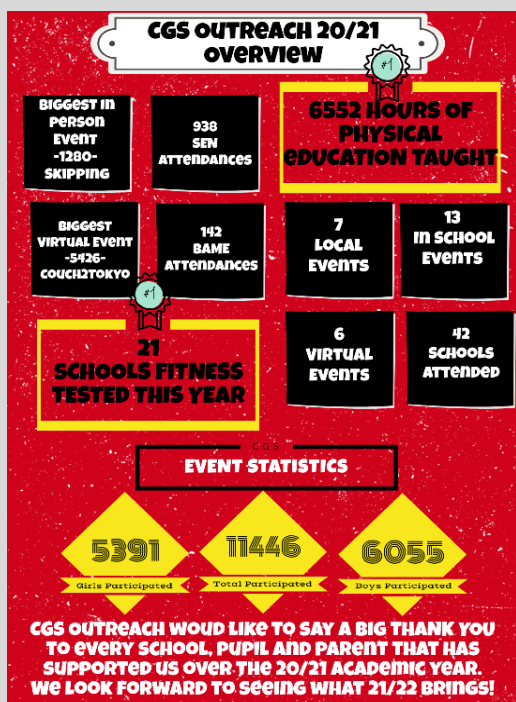 CGS OUTREACH 20/21
OVERVIEW
#1
BIGGEST IN
PERSON
EVENT
-1280-
SKIPPING
938
SEN
ATTENDANCES
6552 HOURS OF
PHYSICAL
EDUCATION TAUGHT
BIGGEST
VIRTUAL EVENT
-5426-
COUCH2TOKYO
142
BAME
ATTENDANCES
7
LOCAL
EVENTS
13
IN SCHOOL
EVENTS
#1
21
SCHOOLS FITNESS
TESTED THIS YEAR
6
VIRTUAL
EVENTS
42
SCHOOLS
ATTENDED
CGS
EVENT STATISTICS
5391
Girls Participated
11446
Total Participated
6055
Boys Participated
CGS OUTREACH WOUD LIKE TO SAY A BIG THANK YOU
TO EVERY SCHOOL, PUPIL AND PARENT THAT HAS
SUPPORTED US OVER THE 20/21 ACADEMIC YEAR.
WE LOOK FORWARD TO SEEING WHAT 21/22 BRINGS!